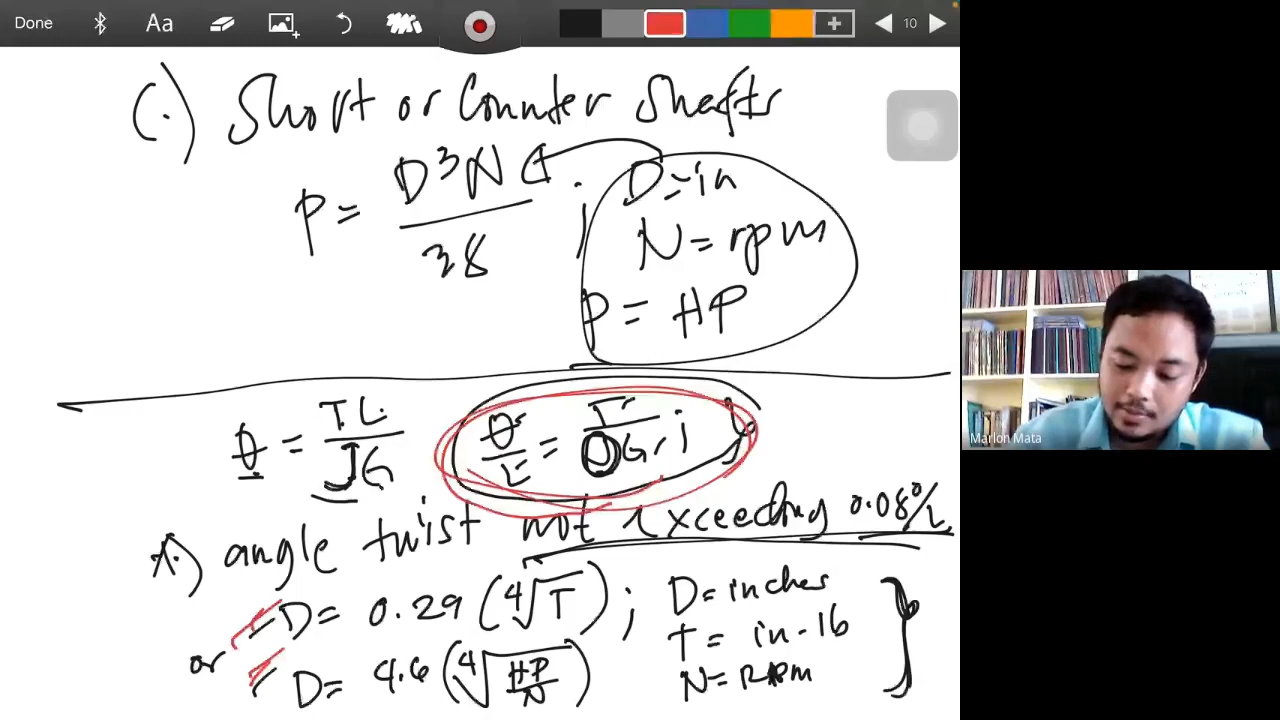 Done Aa 10
C.) Short or Counter Shafts
P = D³N / 38 ; D = in
N = rpm
P = HP
Marlon Mata
θ = TL / JG θ/L = T / JG ;
A.) angle twist not exceeding 0.08°/L
D = 0.29 (⁴√T) ; D = inches
T = in-lb
or D = 4.6 (⁴√HP/N) N = RPM